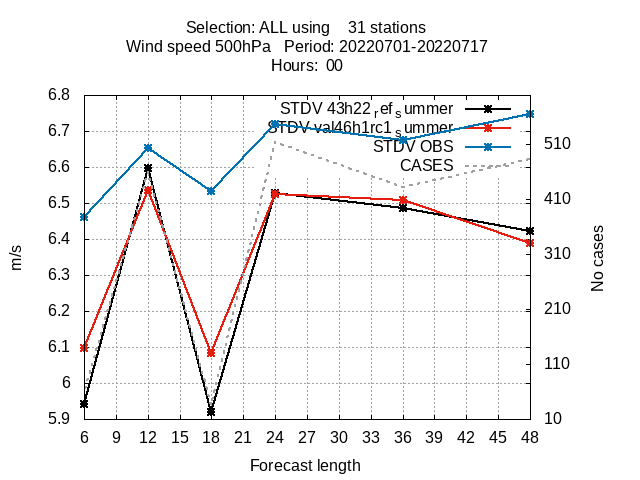 Selection: ALL using 31 stations
Wind speed 500hPa Period: 20220701-20220717
Hours: 00
6.8
6.7
6.6
6.5
6.4
6.3
6.2
6.1
6
5.9
m/s
STDV 43h22ref summer
STDV val46h1rc1summer
STDV OBS
CASES
510
410
310
210
110
10
No cases
6 9 12 15 18 21 24 27 30 33 36 39 42 45 48
Forecast length